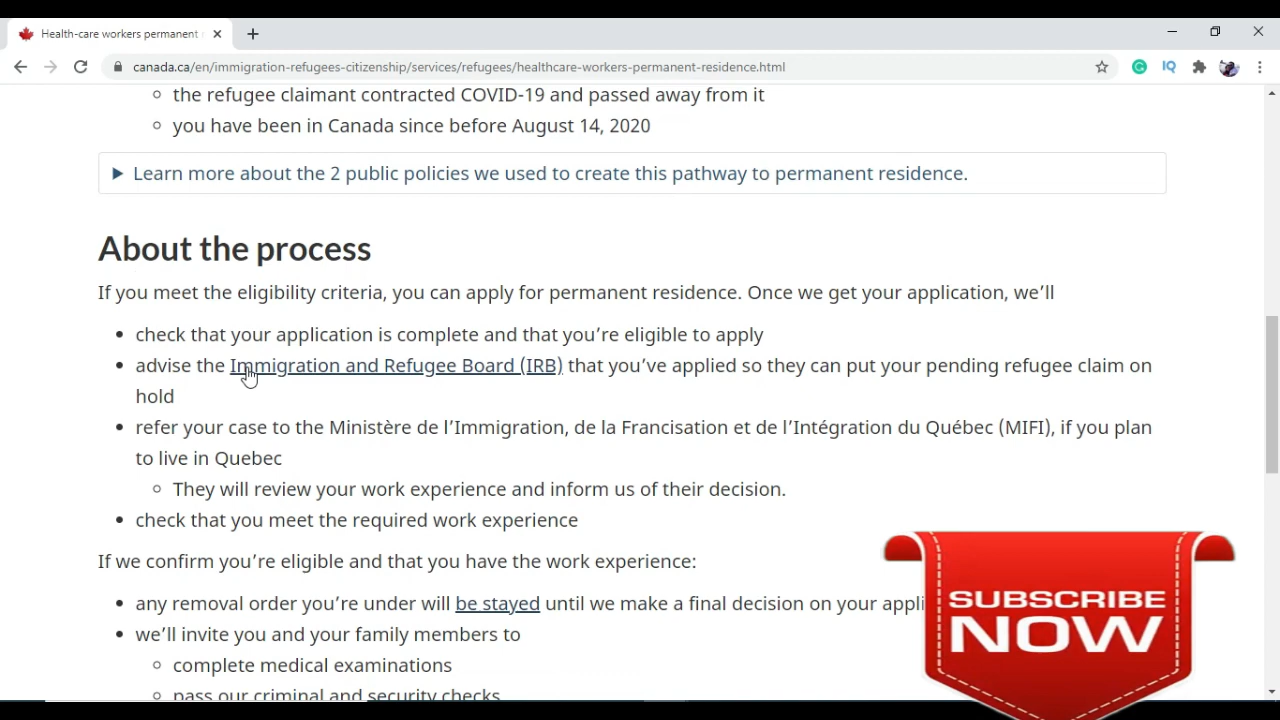 Health-care workers permanent
canada.ca/en/immigration-refugees-citizenship/services/refugees/healthcare-workers-permanent-residence.html
IQ
the refugee claimant contracted COVID-19 and passed away from it
you have been in Canada since before August 14, 2020
Learn more about the 2 public policies we used to create this pathway to permanent residence.
About the process
If you meet the eligibility criteria, you can apply for permanent residence. Once we get your application, we’ll
check that your application is complete and that you’re eligible to apply
advise the Immigration and Refugee Board (IRB) that you’ve applied so they can put your pending refugee claim on
hold
refer your case to the Ministère de l’Immigration, de la Francisation et de l’Intégration du Québec (MIFI), if you plan
to live in Quebec
They will review your work experience and inform us of their decision.
check that you meet the required work experience
If we confirm you’re eligible and that you have the work experience:
any removal order you’re under will be stayed until we make a final decision on your appli
we’ll invite you and your family members to
complete medical examinations
pass our criminal and security checks
SUBSCRIBE
NOW